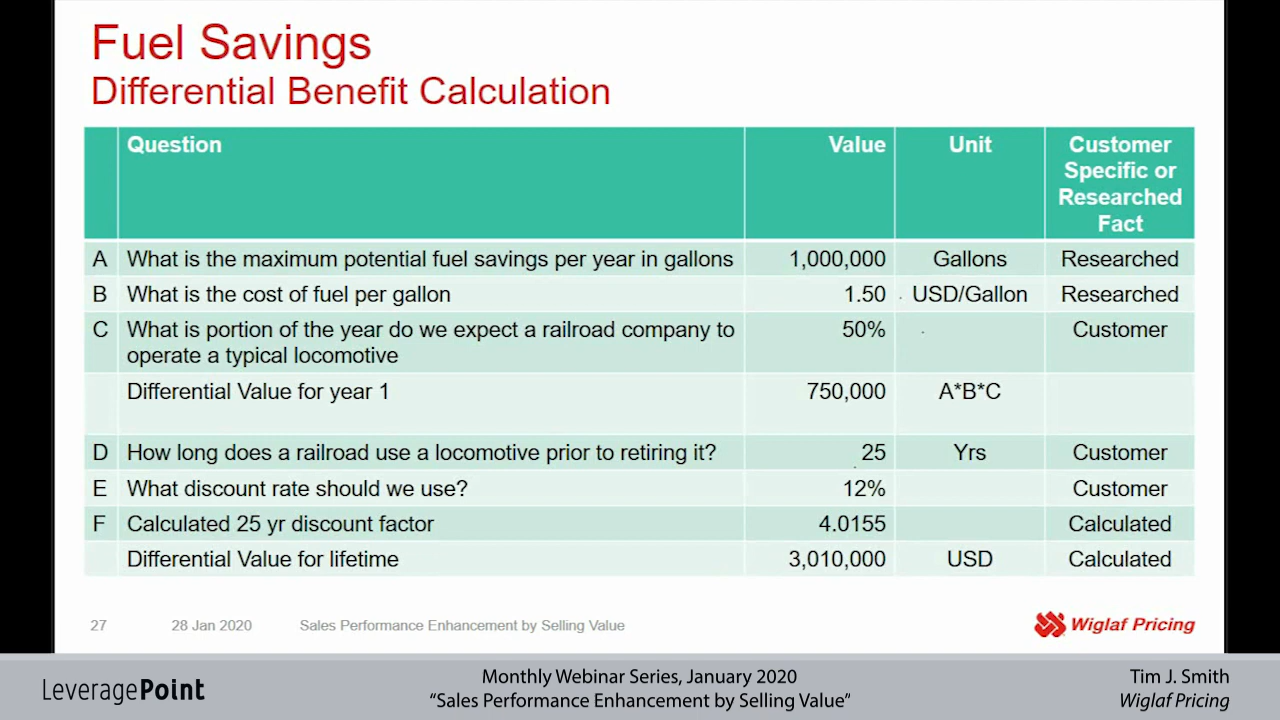 Fuel Savings
Differential Benefit Calculation
Question Value Unit Customer
Specific or
Researched
Fact
A What is the maximum potential fuel savings per year in gallons 1,000,000 Gallons Researched
B What is the cost of fuel per gallon 1.50 USD/Gallon Researched
C What is portion of the year do we expect a railroad company to 50% Customer
operate a typical locomotive
Differential Value for year 1 750,000 A*B*C
D How long does a railroad use a locomotive prior to retiring it? 25 Yrs Customer
E What discount rate should we use? 12% Customer
F Calculated 25 yr discount factor 4.0155 Calculated
Differential Value for lifetime 3,010,000 USD Calculated
27 28 Jan 2020 Sales Performance Enhancement by Selling Value Wiglaf Pricing
LeveragePoint
Monthly Webinar Series, January 2020
“Sales Performance Enhancement by Selling Value”
Tim J. Smith
Wiglaf Pricing